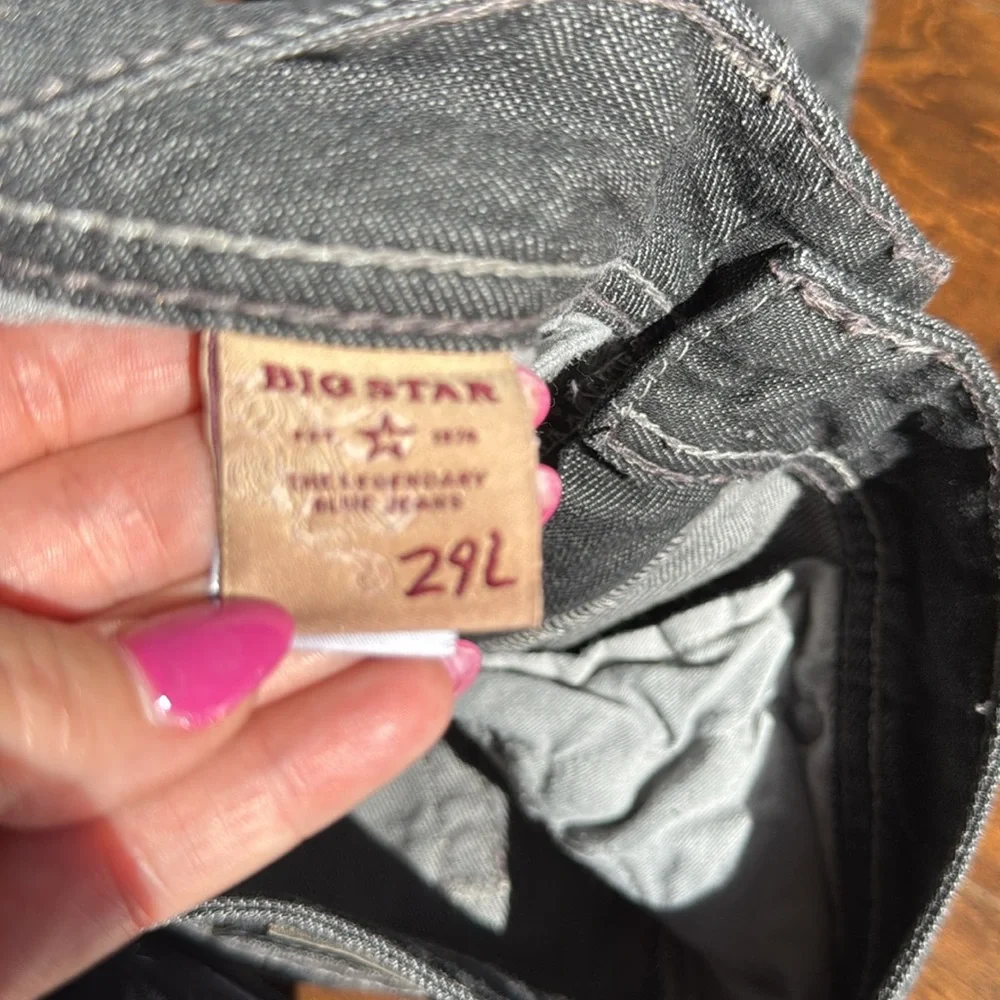 BIG STAR
EST. 1974
THE LEGENDARY
BLUE JEANS
29L